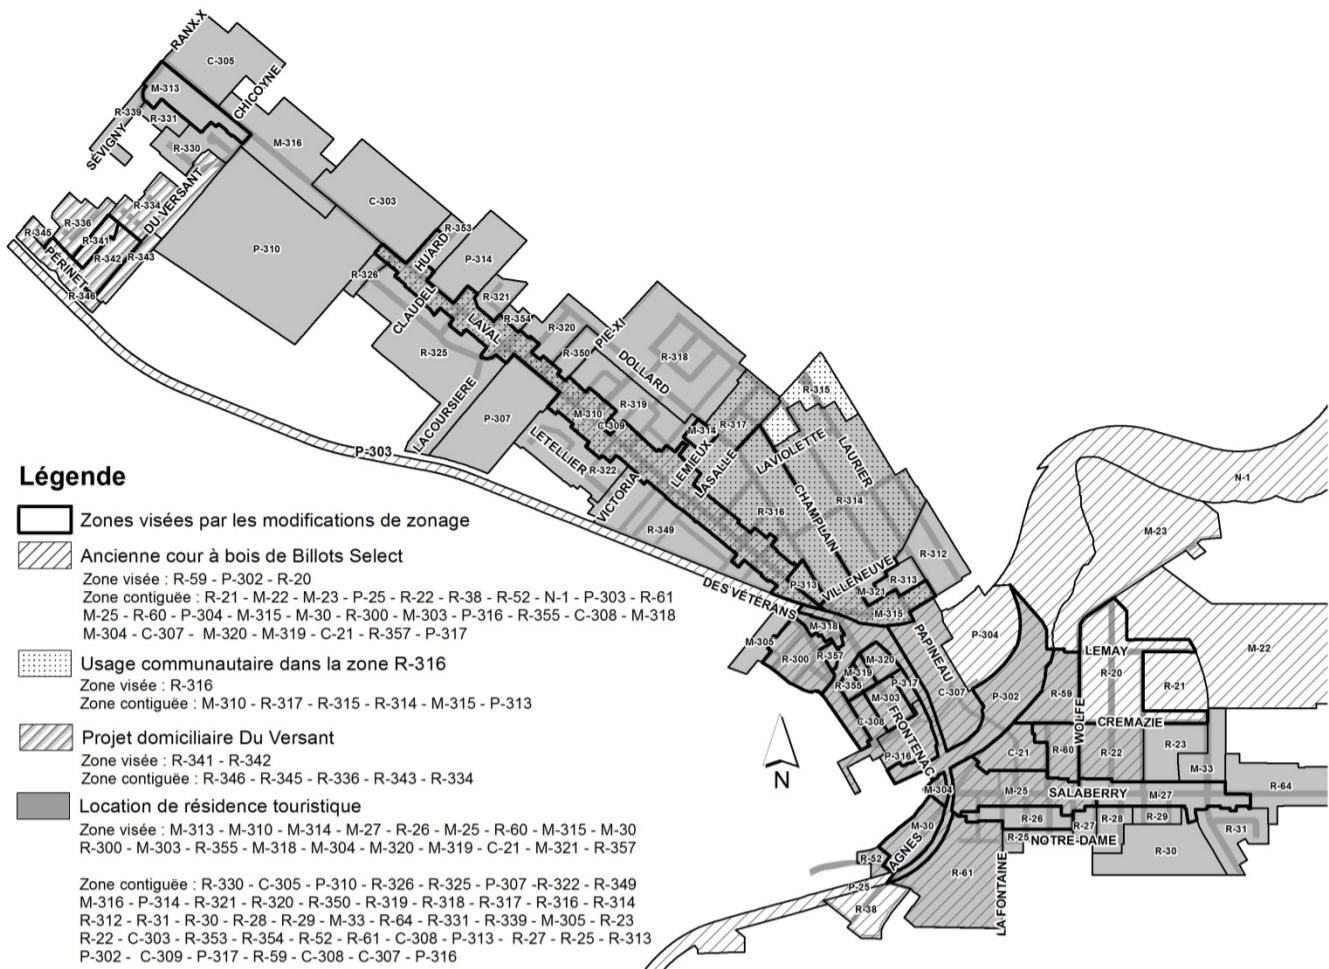 RANX-X
C-305
CHICOYNE
M-313
R-339
R-331
SÉVIGNY
R-330
M-316
C-303
R-334
DU VERSANT
R-336
R-345
R-341
R-342
R-343
PÉRINET
R-346
P-310
R-353
HUARD
P-314
R-326
CLAUDEL
R-321
LAVAL
R-354
R-320
PIE-XI
R-350
DOLLARD
R-318
R-325
LACOURSIERE
P-307
R-319
M-310
C-309
M-314
R-317
R-315
LETELLIER
R-322
VICTORIA
LEMIEUX
LASALLE
LAVIOLETTE
LAURIER
CHAMPLAIN
R-314
R-316
R-349
P-303
R-312
VILLENEUVE
R-313
P-313
M-321
M-315
DES VÉTÉRANS
PAPINEAU
M-318
M-305
R-300
R-357
M-320
M-319
R-355
P-317
M-303
FRONTENAC
C-308
P-316
C-307
P-304
P-302
N-1
M-23
M-22
LEMAY
R-20
R-21
R-59
WOLFE
CREMAZIE
C-21
R-60
R-22
R-23
M-33
M-25
SALABERRY
M-27
R-64
M-304
R-26
R-27
R-28
R-29
R-31
R-25
NOTRE-DAME
R-30
M-30
AGNES
R-52
R-61
LA FONTAINE
P-25
R-38
N
Légende
Zones visées par les modifications de zonage
Ancienne cour à bois de Billots Select
Zone visée : R-59 - P-302 - R-20
Zone contiguëe : R-21 - M-22 - M-23 - P-25 - R-22 - R-38 - R-52 - N-1 - P-303 - R-61
M-25 - R-60 - P-304 - M-315 - M-30 - R-300 - M-303 - P-316 - R-355 - C-308 - M-318
M-304 - C-307 - M-320 - M-319 - C-21 - R-357 - P-317
Usage communautaire dans la zone R-316
Zone visée : R-316
Zone contiguëe : M-310 - R-317 - R-315 - R-314 - M-315 - P-313
Projet domiciliaire Du Versant
Zone visée : R-341 - R-342
Zone contiguëe : R-346 - R-345 - R-336 - R-343 - R-334
Location de résidence touristique
Zone visée : M-313 - M-310 - M-314 - M-27 - R-26 - M-25 - R-60 - M-315 - M-30
R-300 - M-303 - R-355 - M-318 - M-304 - M-320 - M-319 - C-21 - M-321 - R-357
Zone contiguëe : R-330 - C-305 - P-310 - R-326 - R-325 - P-307 -R-322 - R-349
M-316 - P-314 - R-321 - R-320 - R-350 - R-319 - R-318 - R-317 - R-316 - R-314
R-312 - R-31 - R-30 - R-28 - R-29 - M-33 - R-64 - R-331 - R-339 - M-305 - R-23
R-22 - C-303 - R-353 - R-354 - R-52 - R-61 - C-308 - P-313 - R-27 - R-25 - R-313
P-302 - C-309 - P-317 - R-59 - C-308 - C-307 - P-316